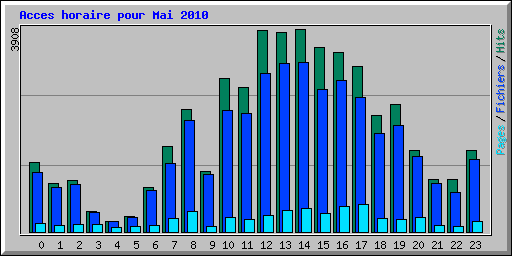 Acces horaire pour Mai 2010
3908
Pages/Fichiers/Hits
0 1 2 3 4 5 6 7 8 9 10 11 12 13 14 15 16 17 18 19 20 21 22 23